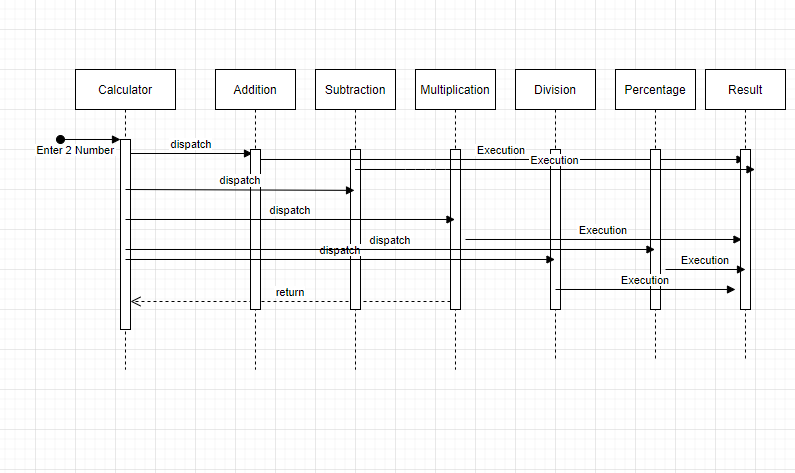 Calculator
Addition
Subtraction
Multiplication
Division
Percentage
Result
Enter 2 Number
dispatch
Execution
Execution
dispatch
dispatch
Execution
dispatch
dispatch
Execution
Execution
return